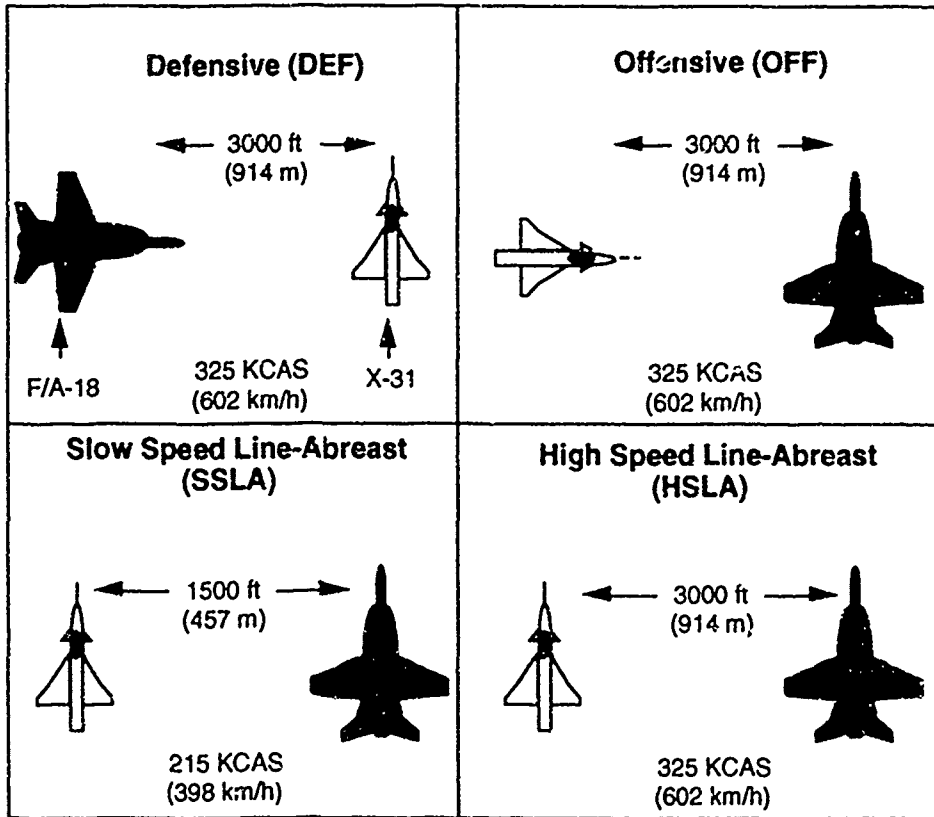 Defensive (DEF)
3000 ft
(914 m)
F/A-18
X-31
325 KCAS
(602 km/h)
Offensive (OFF)
3000 ft
(914 m)
325 KCAS
(602 km/h)
Slow Speed Line-Abreast
(SSLA)
1500 ft
(457 m)
215 KCAS
(398 km/h)
High Speed Line-Abreast
(HSLA)
3000 ft
(914 m)
325 KCAS
(602 km/h)